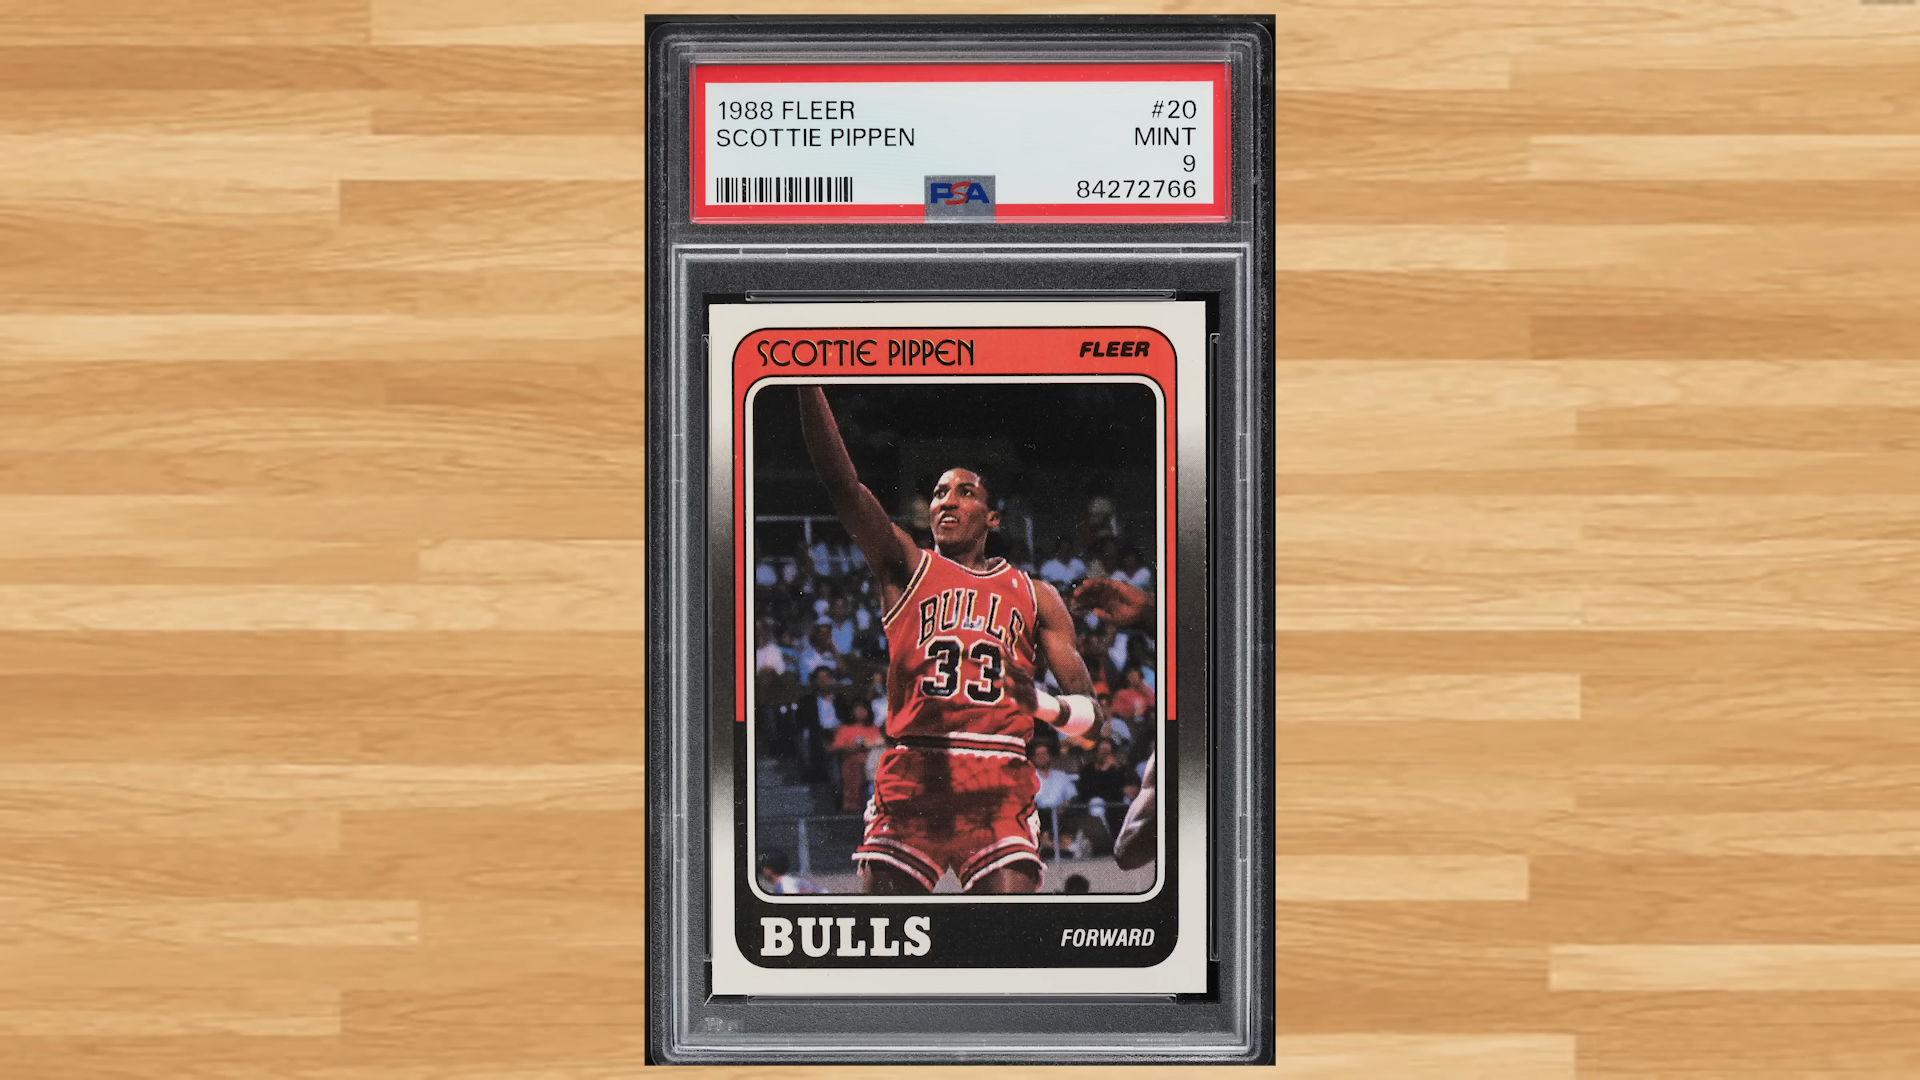 1988 FLEER #20
SCOTTIE PIPPEN MINT
9
PSA 84272766
SCOTTIE PIPPEN FLEER
BULLS
33
BULLS FORWARD